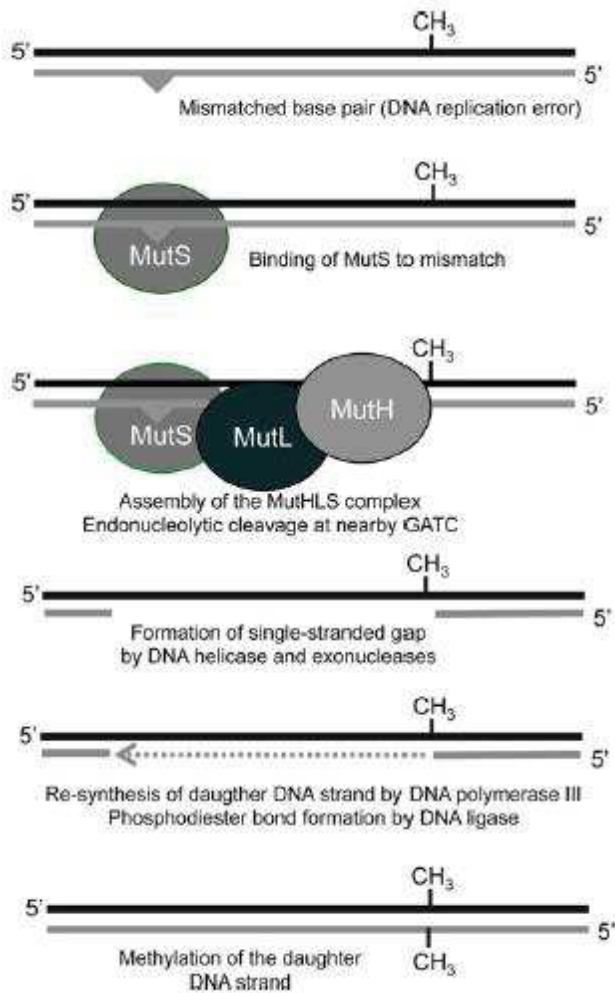 CH₃
5'
5'
Mismatched base pair (DNA replication error)
CH₃
5'
5'
MutS
Binding of MutS to mismatch
CH₃
5'
5'
MutS
MutL
MutH
Assembly of the MutHLS complex
Endonucleolytic cleavage at nearby GATC
CH₃
5'
5'
Formation of single-stranded gap
by DNA helicase and exonucleases
CH₃
5'
5'
Re-synthesis of daugther DNA strand by DNA polymerase III
Phosphodiester bond formation by DNA ligase
CH₃
5'
5'
Methylation of the daughter
DNA strand
CH₃